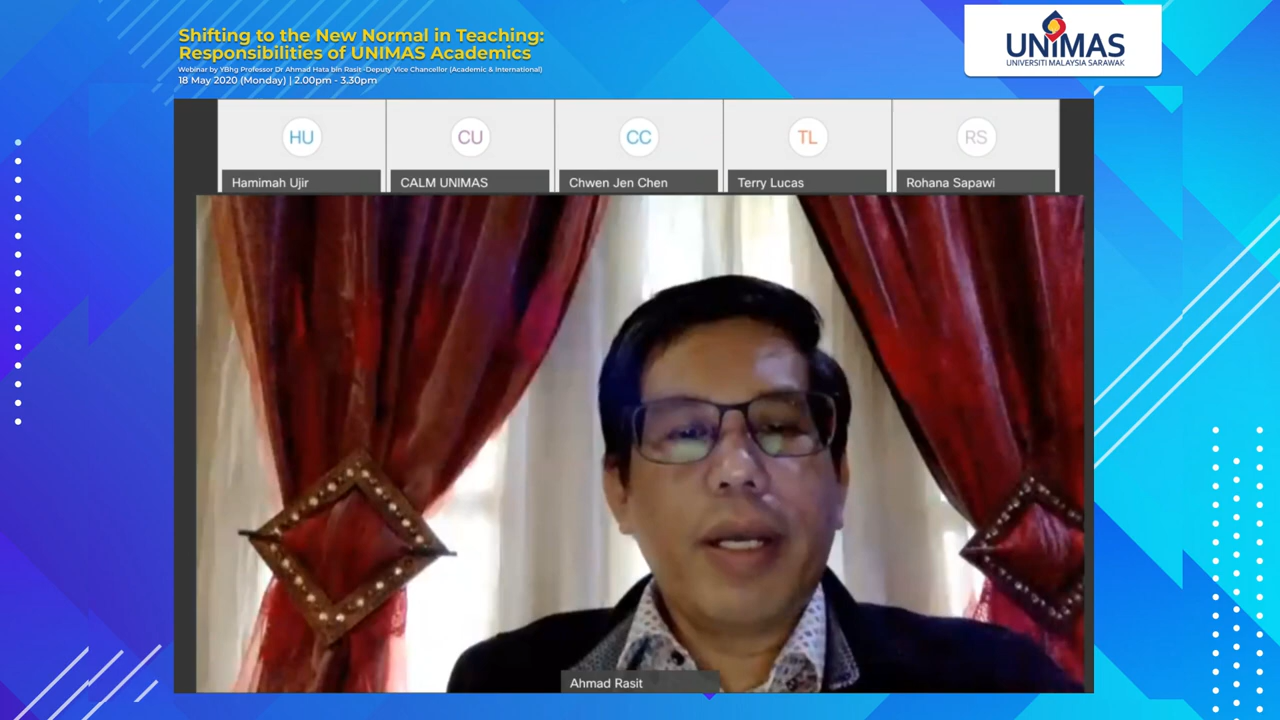 Shifting to the New Normal in Teaching:
Responsibilities of UNIMAS Academics
Webinar by YBhg Professor Dr Ahmad Hata bin Rasit -Deputy Vice Chancellor (Academic & International)
18 May 2020 (Monday) | 2.00pm - 3.30pm
UNIMAS
UNIVERSITI MALAYSIA SARAWAK
HU
CU
CC
TL
RS
Hamimah Ujir
CALM UNIMAS
Chwen Jen Chen
Terry Lucas
Rohana Sapawi
Ahmad Rasit